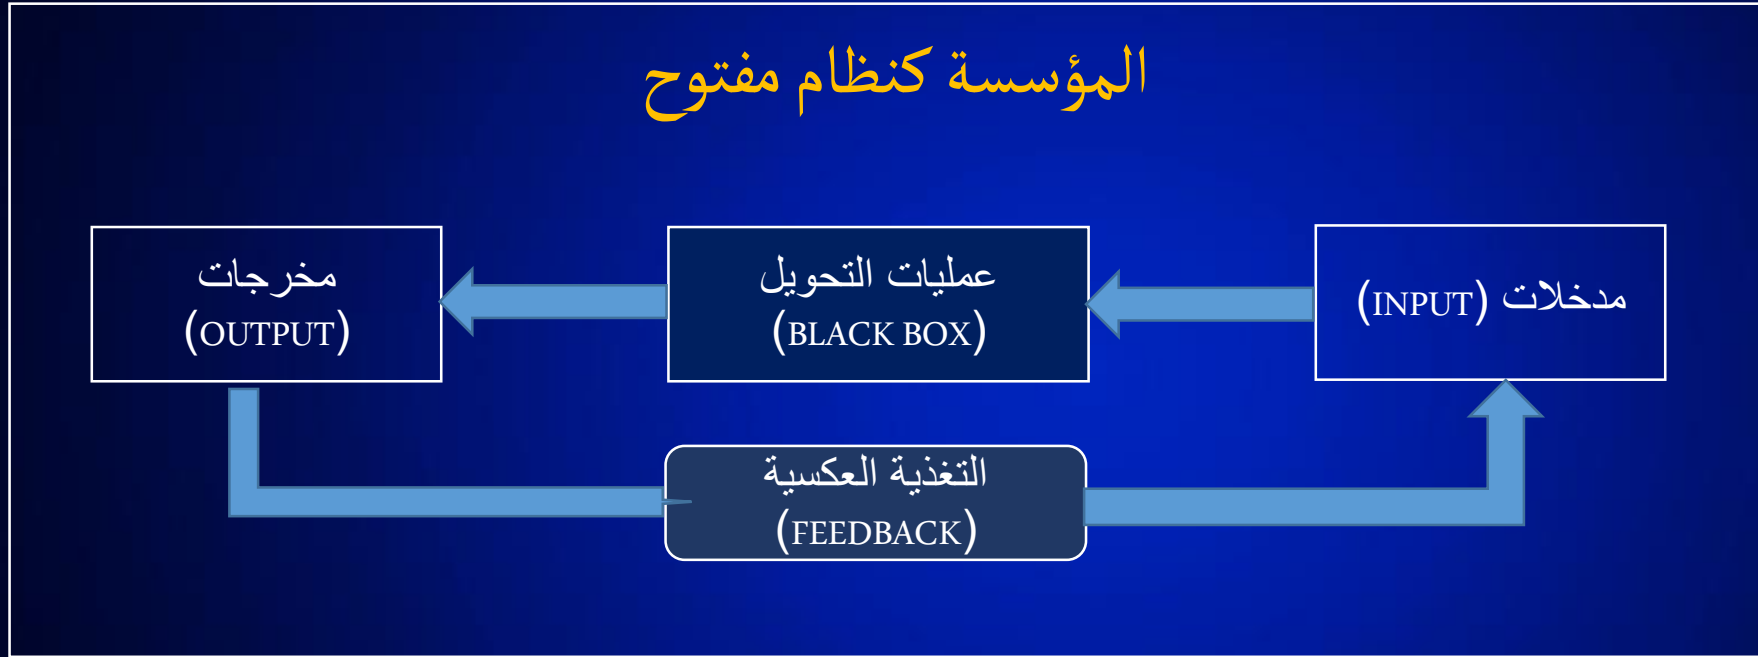 المؤسسة كنظام مفتوح
مدخلات (INPUT)
عمليات التحويل
(BLACK BOX)
مخرجات
(OUTPUT)
التغذية العكسية
(FEEDBACK)